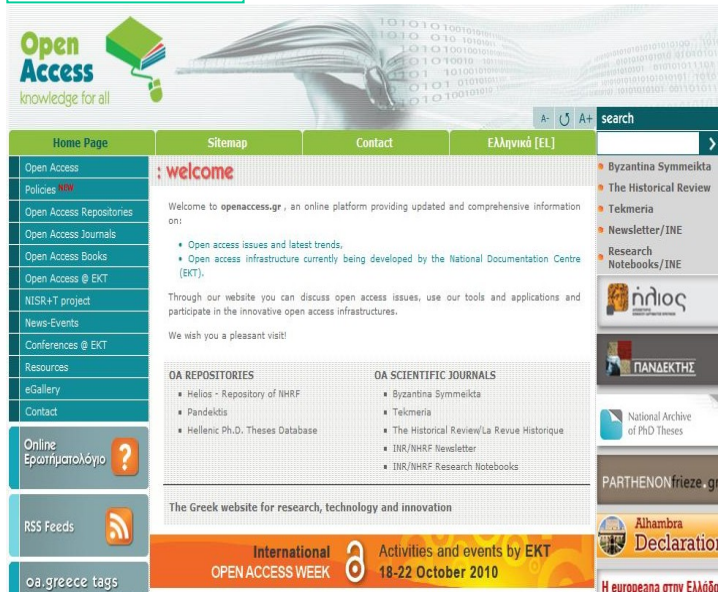 Open
Access
knowledge for all
A- A+
search
Home Page
Sitemap
Contact
Ελληνικά [EL]
Open Access
Policies NEW
Open Access Repositories
Open Access Journals
Open Access Books
Open Access @ EKT
NISR+T project
News-Events
Conferences @ EKT
Resources
eGallery
Contact
Online
Ερωτήματολόγιο
RSS Feeds
oa.greece tags
: welcome
Welcome to openaccess.gr , an online platform providing updated and comprehensive information
on:
Open access issues and latest trends,
Open access infrastructure currently being developed by the National Documentation Centre
(EKT).
Through our website you can discuss open access issues, use our tools and applications and
participate in the innovative open access infrastructures.
We wish you a pleasant visit!
OA REPOSITORIES
Helios - Repository of NHRF
Pandektis
Hellenic Ph.D. Theses Database
OA SCIENTIFIC JOURNALS
Byzantina Symmeikta
Tekmeria
The Historical Review/La Revue Historique
INR/NHRF Newsletter
INR/NHRF Research Notebooks
The Greek website for research, technology and innovation
International
OPEN ACCESS WEEK
Activities and events by EKT
18-22 October 2010
Byzantina Symmeikta
The Historical Review
Tekmeria
Newsletter/INE
Research
Notebooks/INE
ήλιος
ΠΑΝΔΕΚΤΗΣ
National Archive
of PhD Theses
PARTHENONfrieze.gr
Alhambra
Declaration
Η europeana στην Ελλάδα